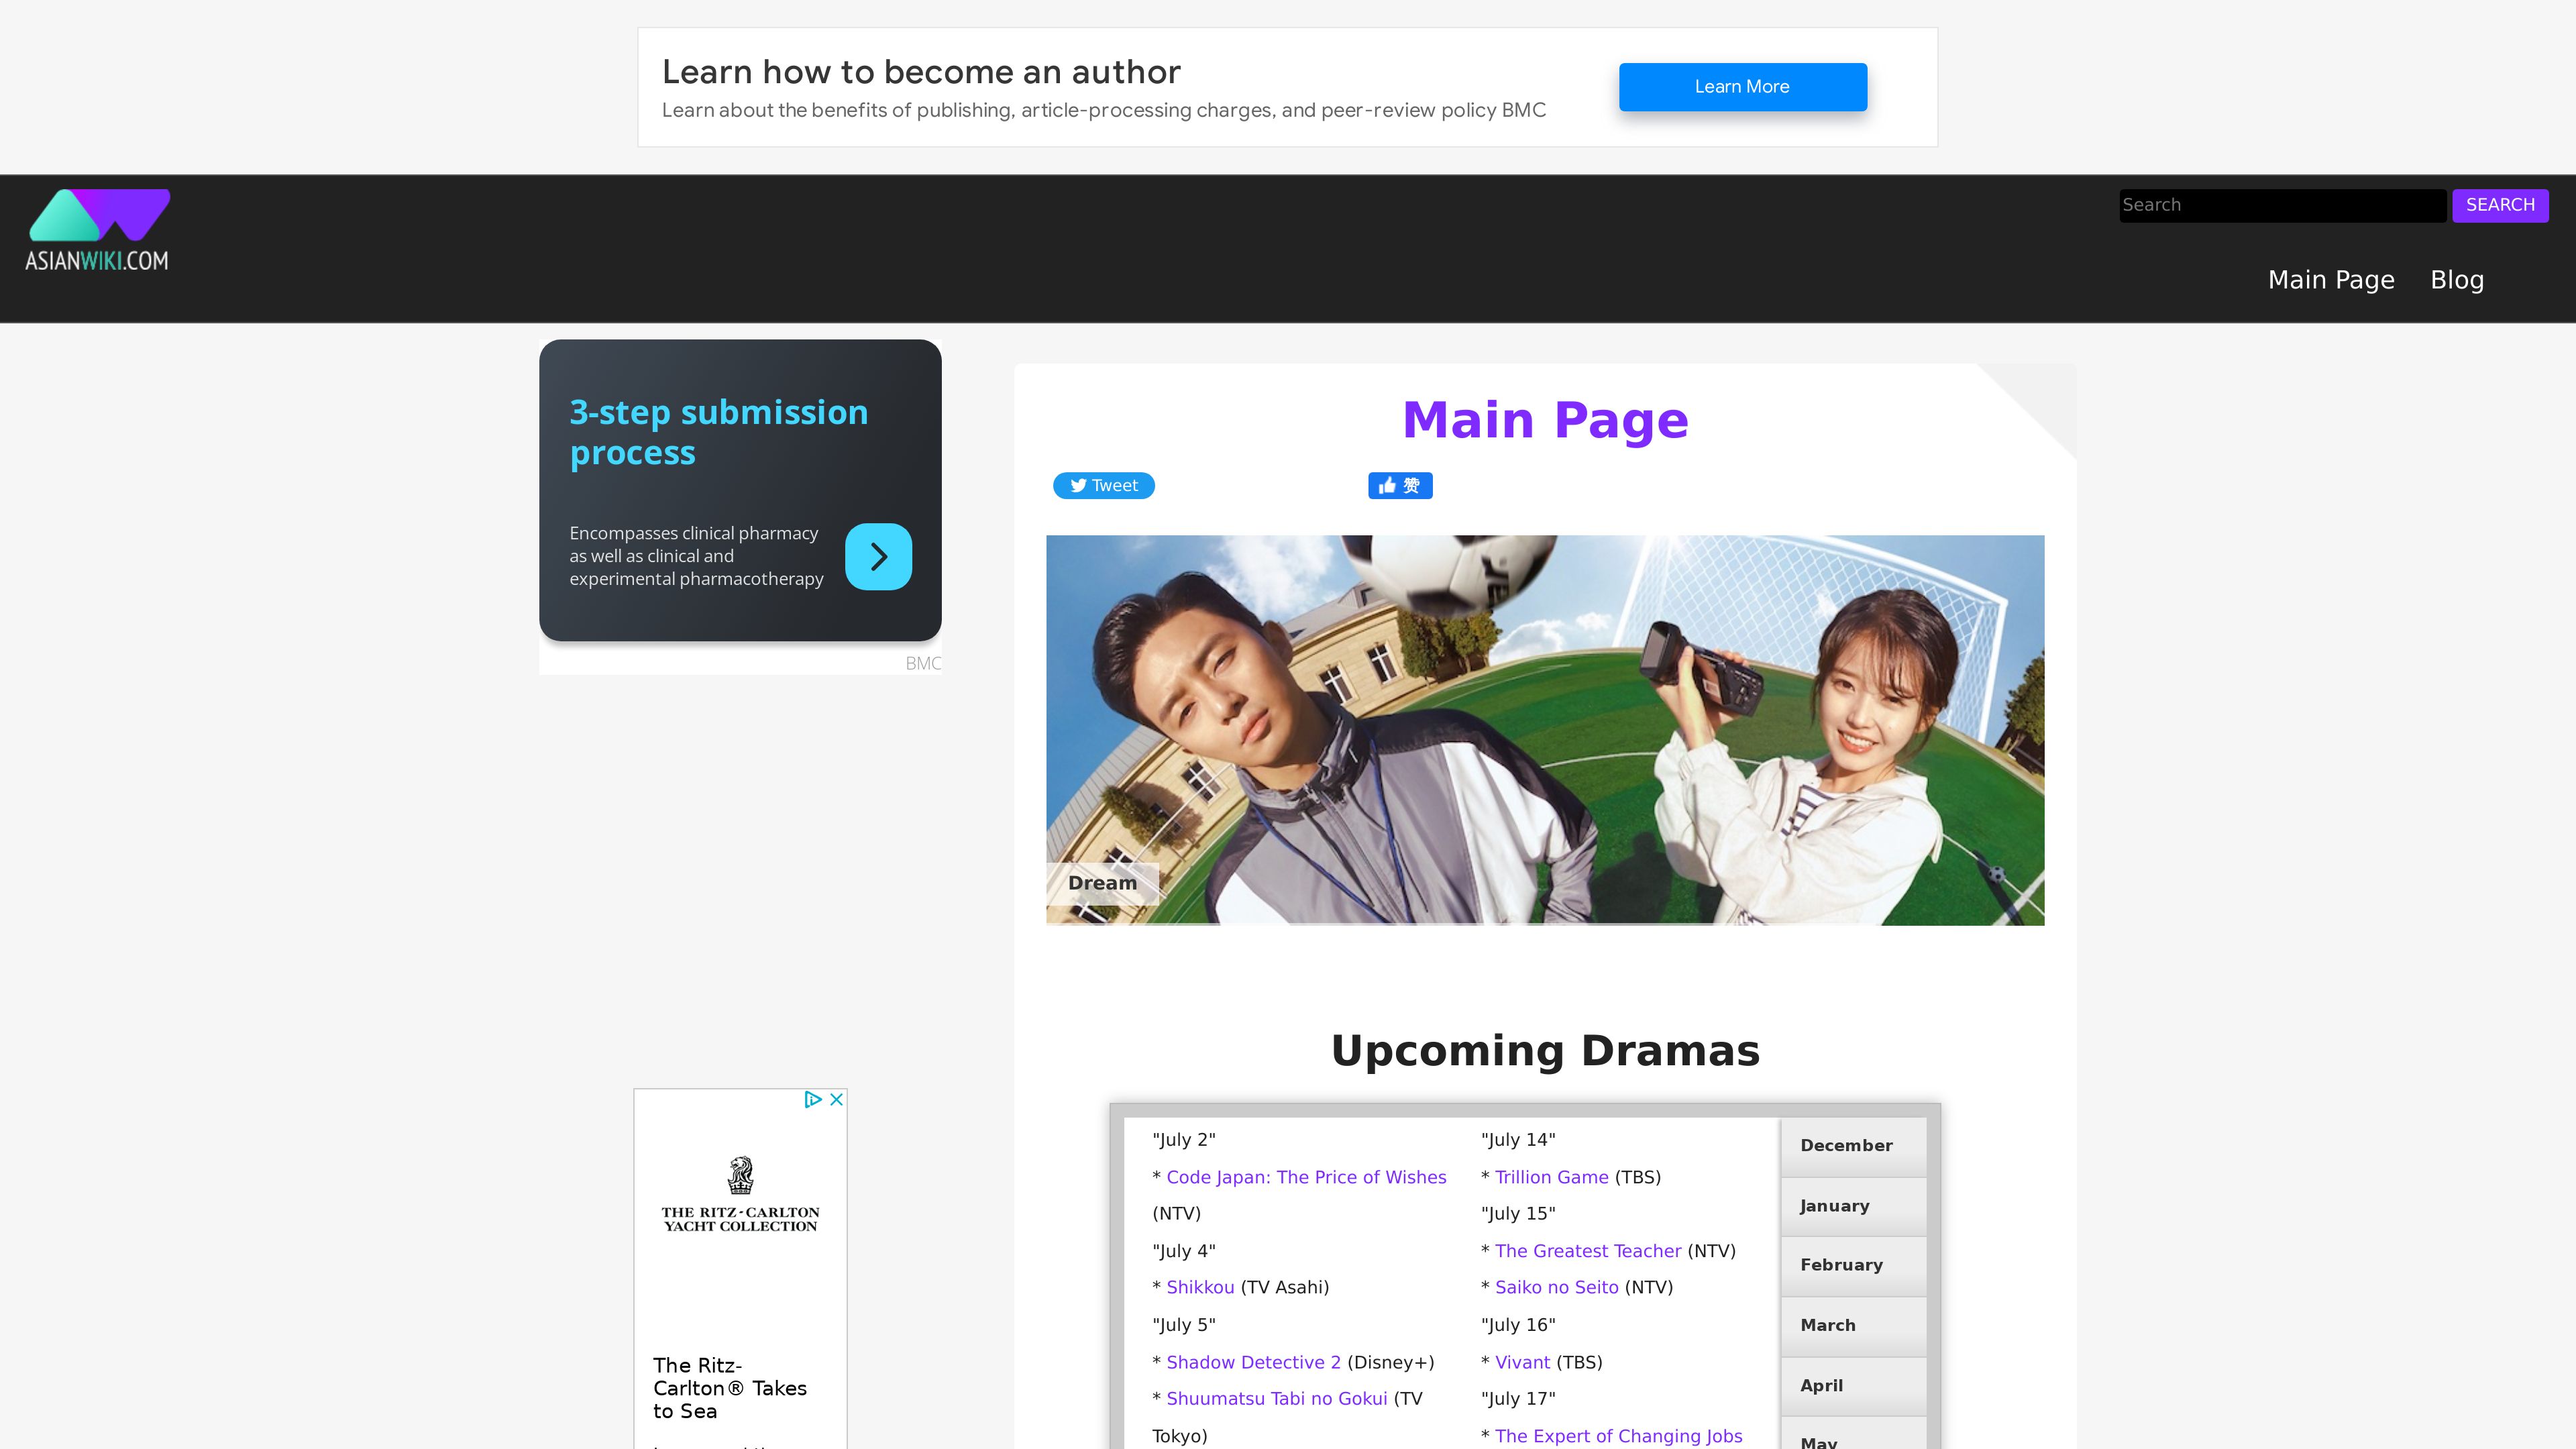 Learn how to become an author
Learn about the benefits of publishing, article-processing charges, and peer-review policy BMC
Learn More
ASIANWIKI.COM
Search
SEARCH
Main Page
Blog
3-step submission
process
Encompasses clinical pharmacy
as well as clinical and
experimental pharmacotherapy
BMC
Main Page
Tweet
赞
Dream
Upcoming Dramas
"July 2"
* Code Japan: The Price of Wishes
(NTV)
"July 4"
* Shikkou (TV Asahi)
"July 5"
* Shadow Detective 2 (Disney+)
* Shuumatsu Tabi no Gokui (TV
Tokyo)
"July 14"
* Trillion Game (TBS)
"July 15"
* The Greatest Teacher (NTV)
* Saiko no Seito (NTV)
"July 16"
* Vivant (TBS)
"July 17"
* The Expert of Changing Jobs
December
January
February
March
April
May
THE RITZ-CARLTON
YACHT COLLECTION
The Ritz-
Carlton® Takes
to Sea